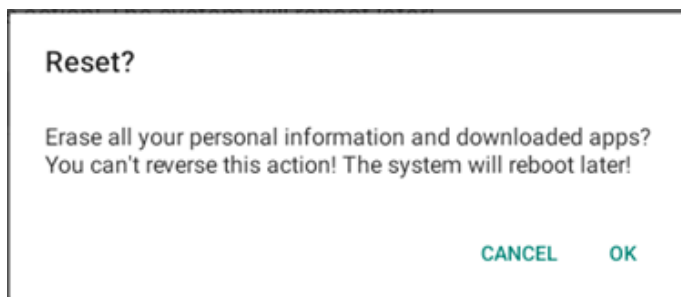 Reset?
Erase all your personal information and downloaded apps?
You can't reverse this action! The system will reboot later!
CANCEL OK